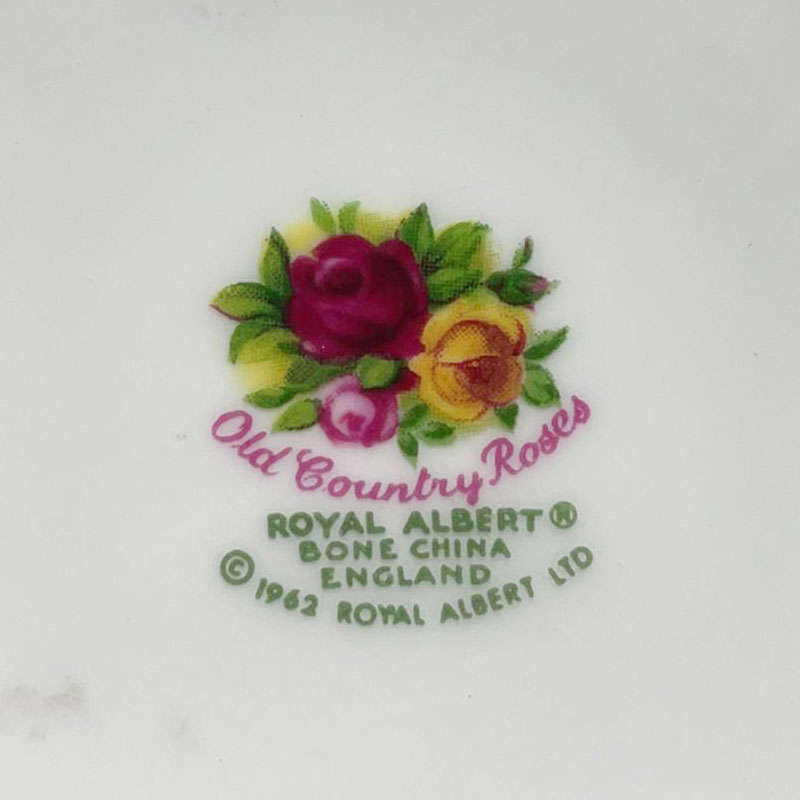 Old Country Roses
ROYAL ALBERT®
BONE CHINA
ENGLAND
© 1962 ROYAL ALBERT LTD